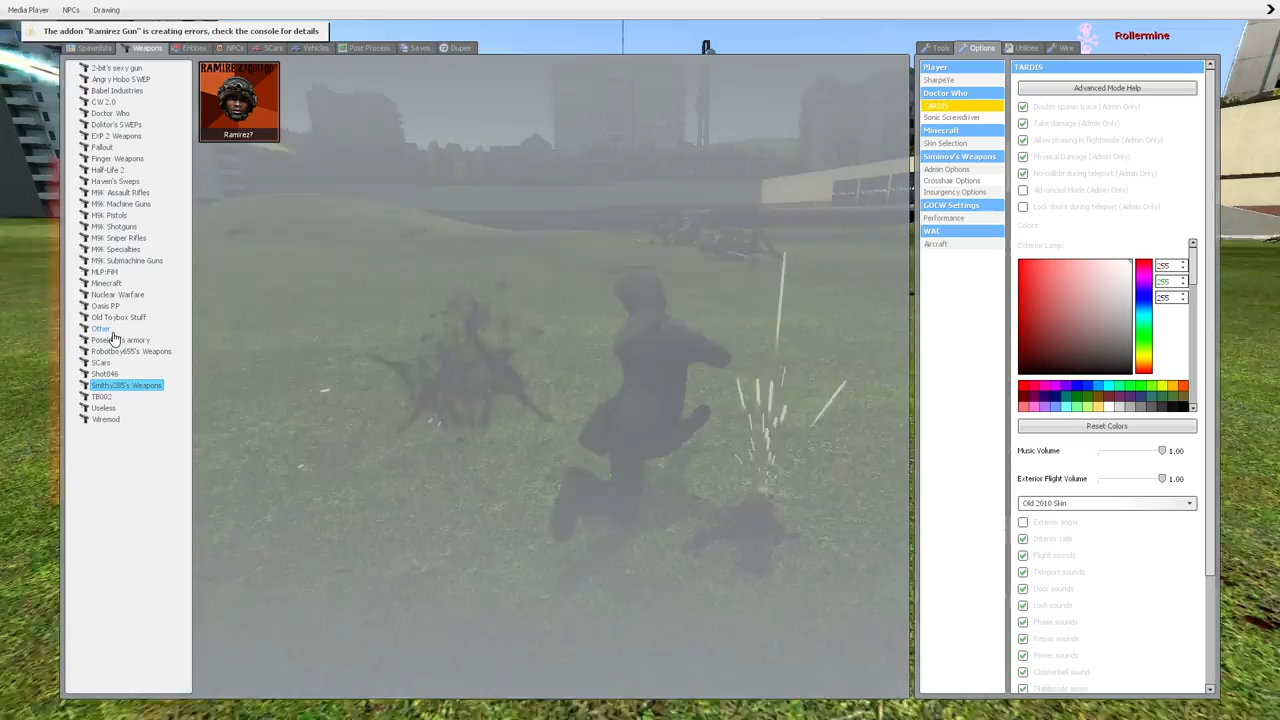 Media Player NPCs Drawing
The addon "Ramirez Gun" is creating errors, check the console for details
Rollermine
Spawnlists Weapons Entities NPCs SCars Vehicles Post Process Saves Dupes
Tools Options Utilities Wire
2-bit's sexy gun
Angry Hobo SWEP
Babel Industries
CW 2.0
Doctor Who
Doktor's SWEPs
EXP 2 Weapons
Fallout
Finger Weapons
Half-Life 2
Haven's Sweps
M9K Assault Rifles
M9K Machine Guns
M9K Pistols
M9K Shotguns
M9K Sniper Rifles
M9K Specialties
M9K Submachine Guns
MLP:FiM
Minecraft
Nuclear Warfare
Oasis RP
Old Toybox Stuff
Other
armory
Robotboy655's Weapons
SCars
Shot846
Smithy285's Weapons
TB002
Useless
Wiremod
Ramirez?
Player
SharpeYe
Doctor Who
TARDIS
Sonic Screwdriver
Minecraft
Skin Selection
Siminov's Weapons
Admin Options
Crosshair Options
Insurgency Options
GDCW Settings
Performance
WAC
Aircraft
TARDIS
Advanced Mode Help
Double spawn trace (Admin Only)
Take damage (Admin Only)
Allow phasing in flightmode (Admin Only)
Physical Damage (Admin Only)
No-collide during teleport (Admin Only)
Advanced Mode (Admin Only)
Lock doors during teleport (Admin Only)
Colors:
Exterior Lamp:
255
255
255
Reset Colors
Music Volume 1.00
Exterior Flight Volume 1.00
Old 2010 Skin
Exterior snow
Interior rails
Flight sounds
Teleport sounds
Door sounds
Lock sounds
Phase sounds
Repair sounds
Power sounds
Cloisterbell sound